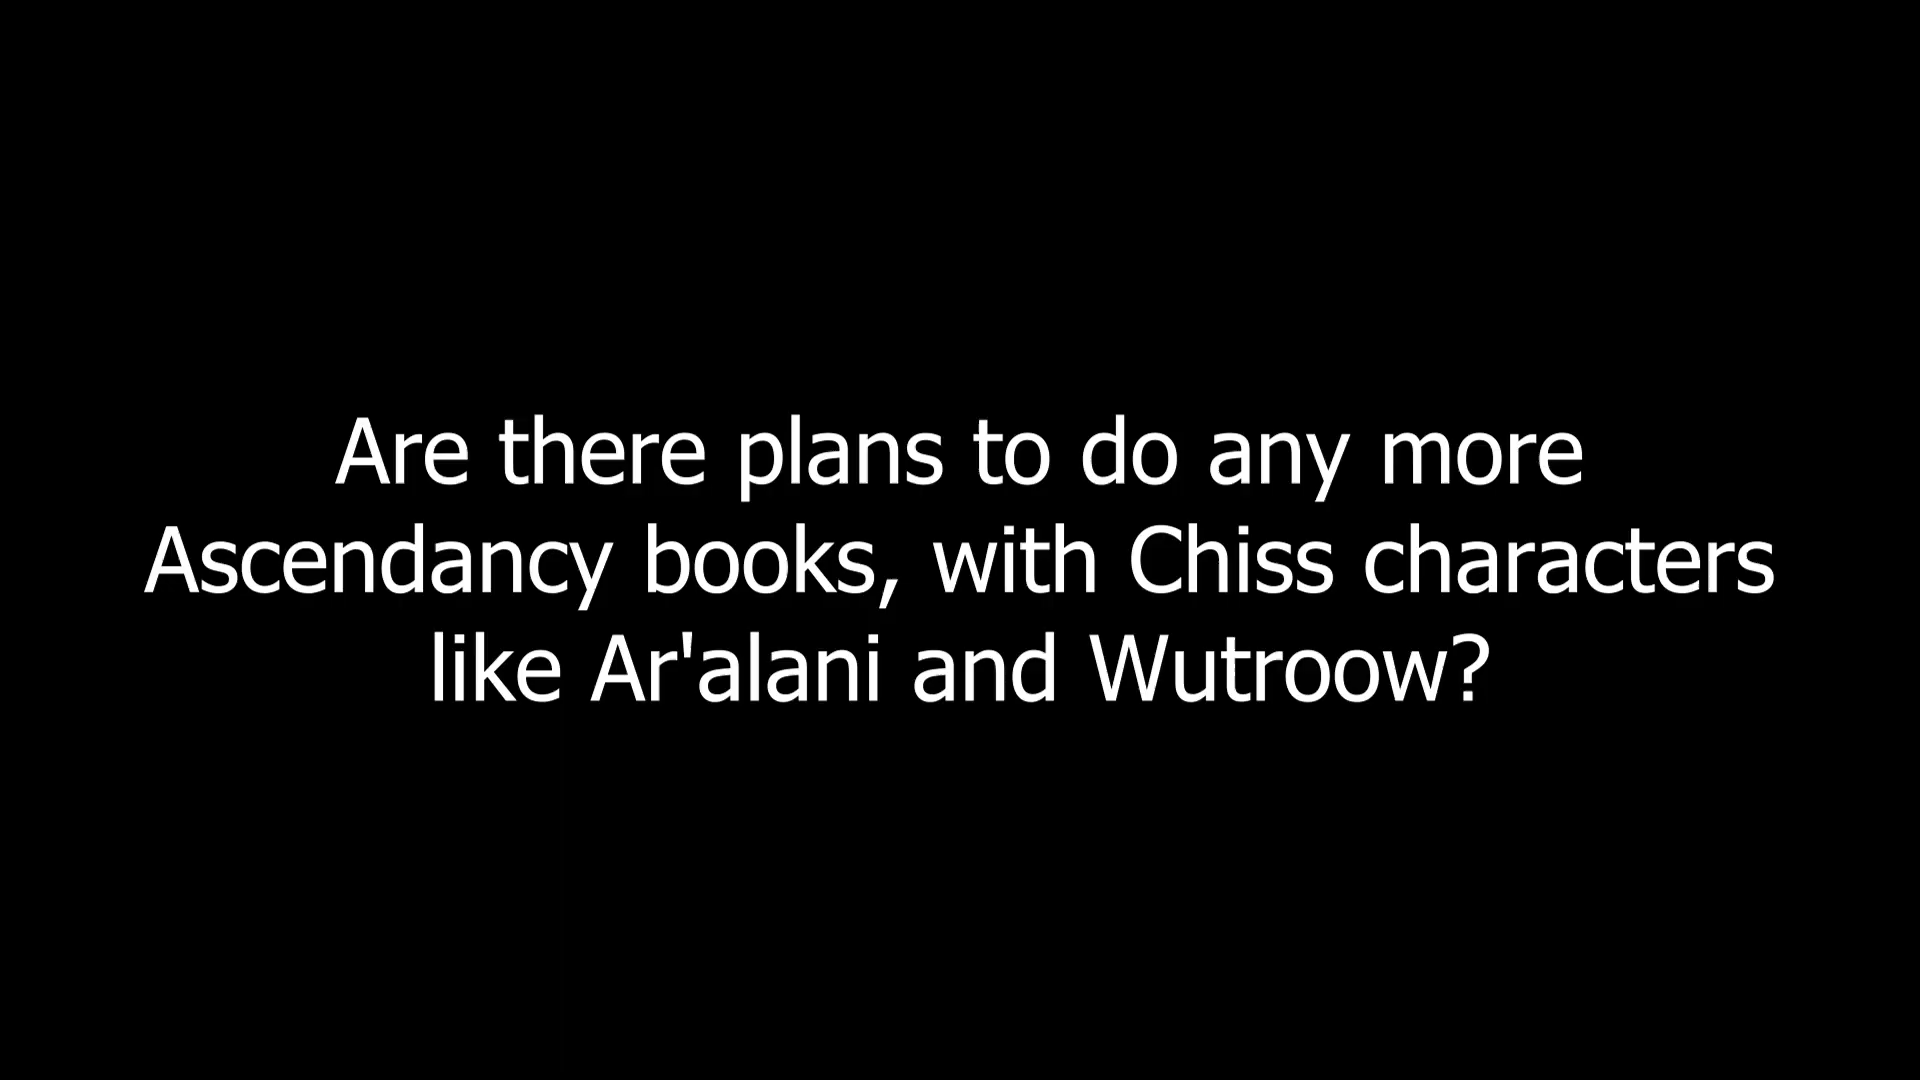 Are there plans to do any more
Ascendancy books, with Chiss characters
like Ar'alani and Wutroow?